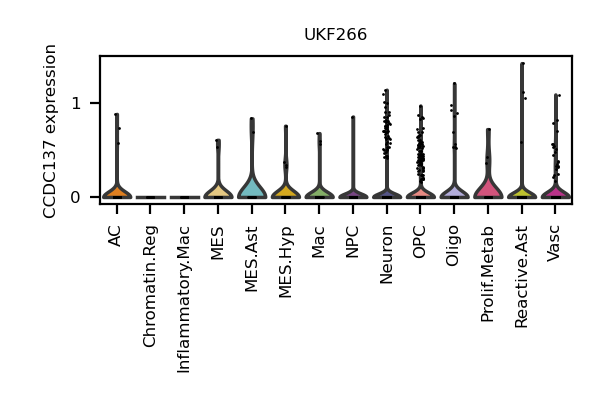 UKF266
CCDC137 expression
1
0
AC
Chromatin.Reg
Inflammatory.Mac
MES
MES.Ast
MES.Hyp
Mac
NPC
Neuron
OPC
Oligo
Prolif.Metab
Reactive.Ast
Vasc